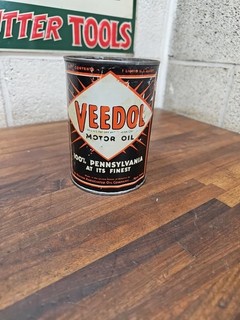 TTER TOOLS
VEEDOL
MOTOR OIL
100% PENNSYLVANIA
AT ITS FINEST